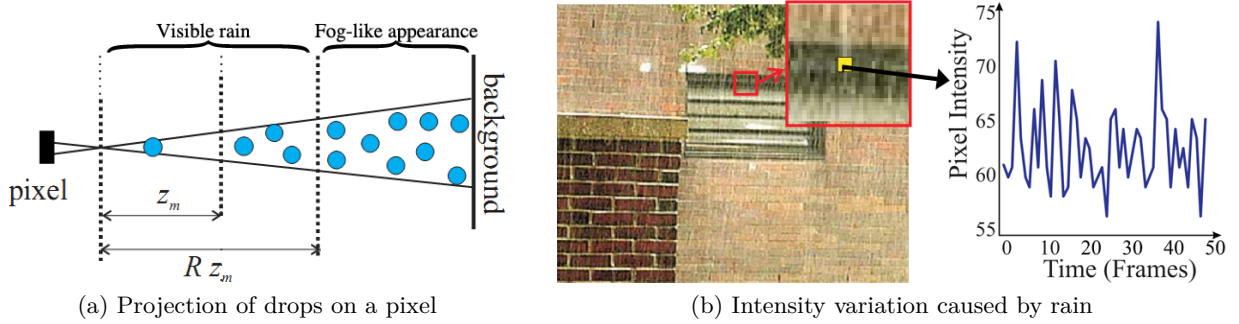 Visible rain
Fog-like appearance
pixel
background
z_m
R z_m
(a) Projection of drops on a pixel
Pixel Intensity
75
70
65
60
55
0 10 20 30 40 50
Time (Frames)
(b) Intensity variation caused by rain